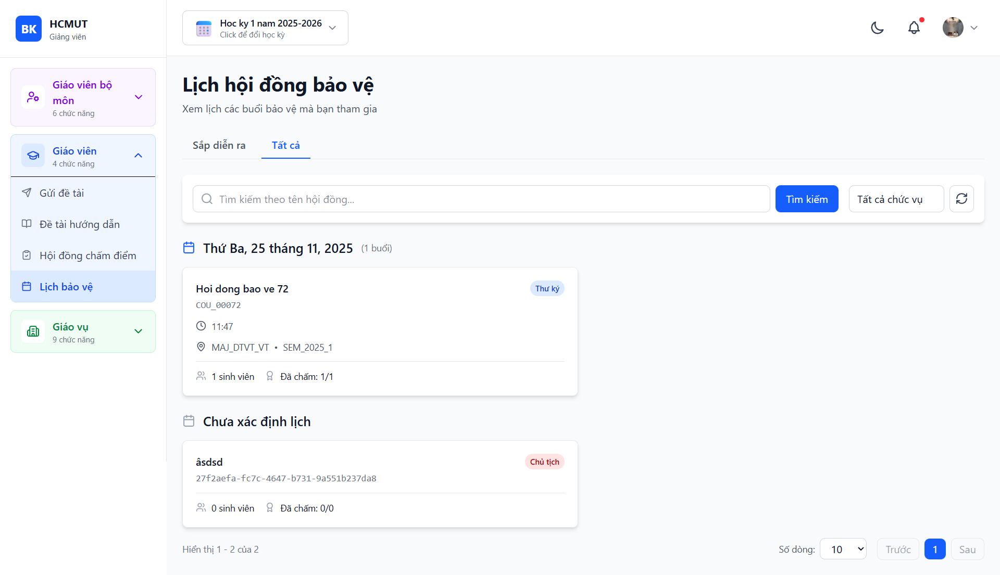 BK
HCMUT
Giảng viên
Hoc ky 1 nam 2025-2026
Click để đổi học kỳ
Giáo viên bộ
môn
6 chức năng
Giáo viên
4 chức năng
Gửi đề tài
Đề tài hướng dẫn
Hội đồng chấm điểm
Lịch bảo vệ
Giáo vụ
9 chức năng
Lịch hội đồng bảo vệ
Xem lịch các buổi bảo vệ mà bạn tham gia
Sắp diễn ra
Tất cả
Tìm kiếm theo tên hội đồng...
Tìm kiếm
Tất cả chức vụ
Thứ Ba, 25 tháng 11, 2025 (1 buổi)
Hoi dong bao ve 72
Thư ký
COU_00072
11:47
MAJ_DTVT_VT • SEM_2025_1
1 sinh viên
Đã chấm: 1/1
Chưa xác định lịch
âsdsd
Chủ tịch
27f2aefa-fc7c-4647-b731-9a551b237da8
0 sinh viên
Đã chấm: 0/0
Hiển thị 1 - 2 của 2
Số dòng:
10
Trước
1
Sau